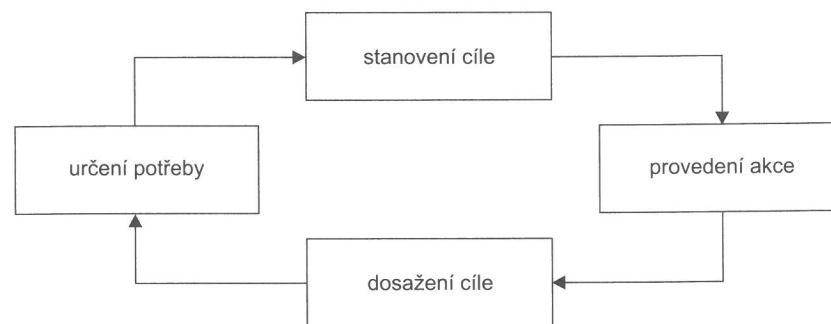 stanovení cíle
určení potřeby
provedení akce
dosažení cíle